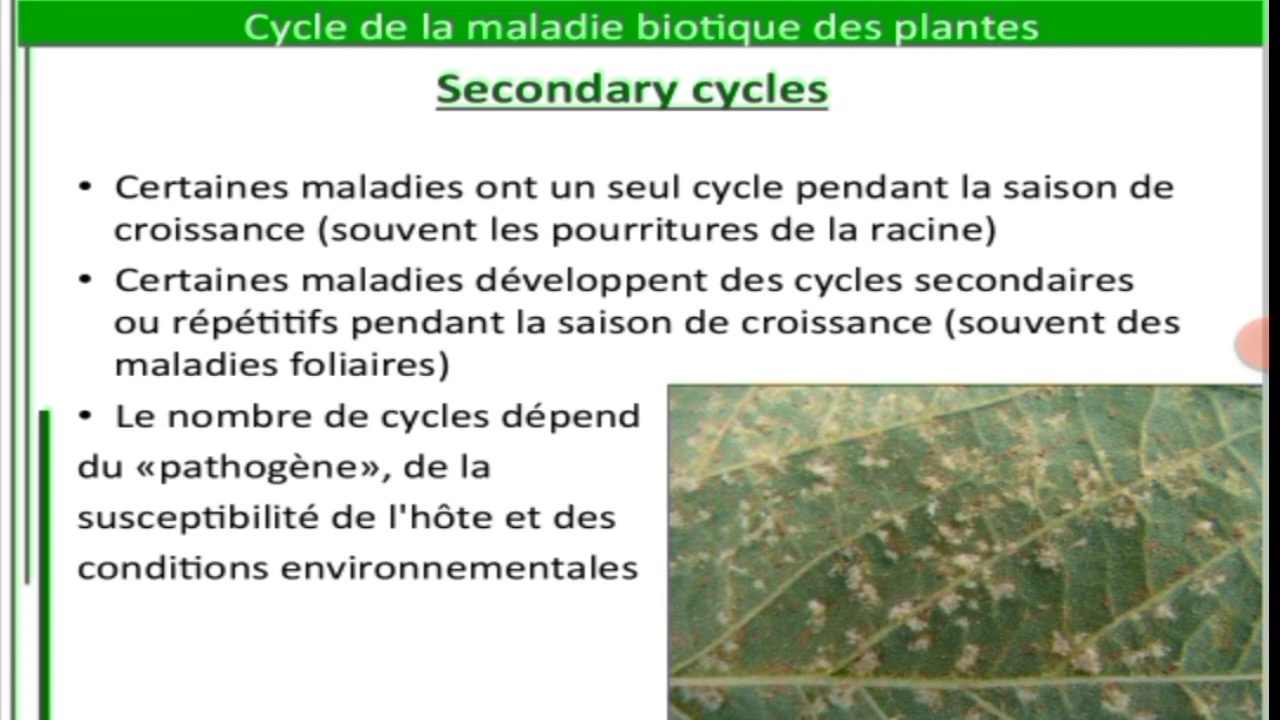 Cycle de la maladie biotique des plantes
Secondary cycles
• Certaines maladies ont un seul cycle pendant la saison de
croissance (souvent les pourritures de la racine)
• Certaines maladies développent des cycles secondaires
ou répétitifs pendant la saison de croissance (souvent des
maladies foliaires)
• Le nombre de cycles dépend
du «pathogène», de la
susceptibilité de l'hôte et des
conditions environnementales